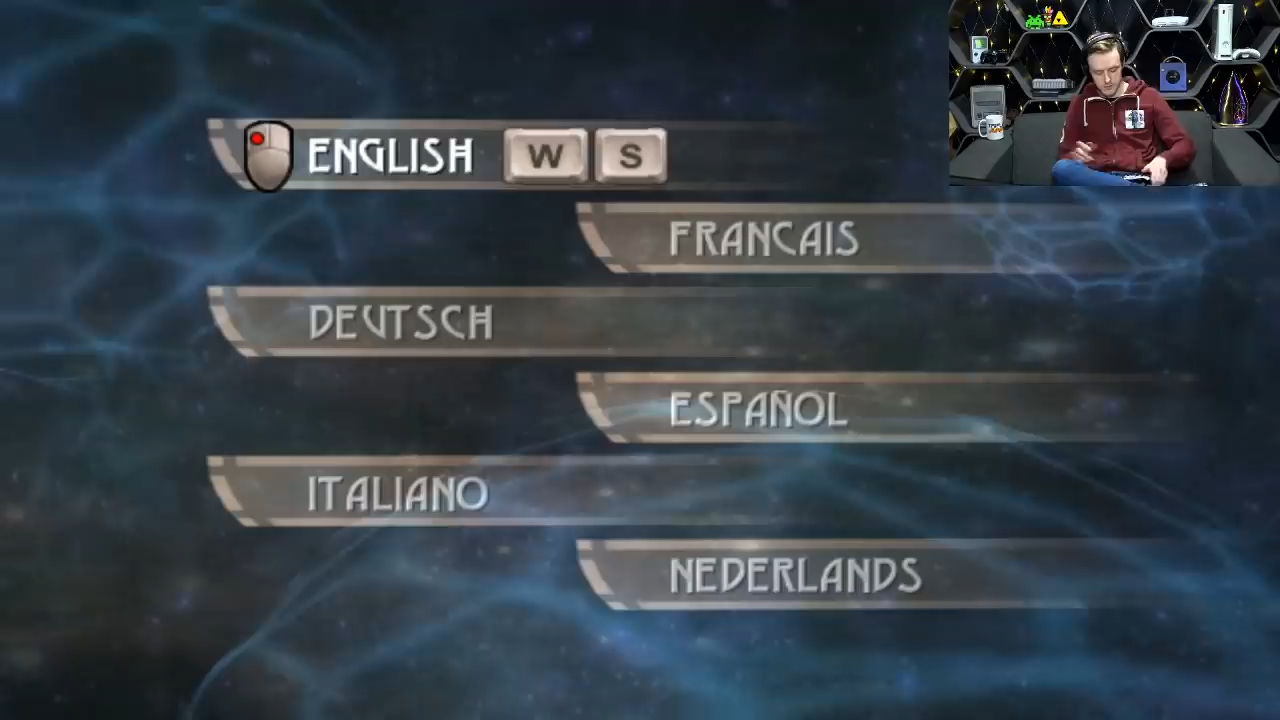 ENGLISH W S
FRANCAIS
DEUTSCH
ESPAÑOL
ITALIANO
NEDERLANDS